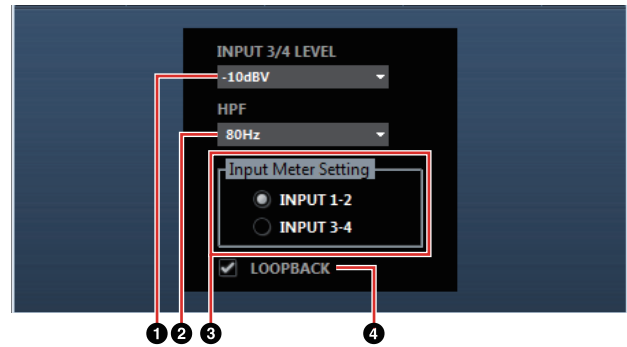 INPUT 3/4 LEVEL
-10dBV
HPF
80Hz
Input Meter Setting
INPUT 1-2
INPUT 3-4
LOOPBACK
1 2 3 4